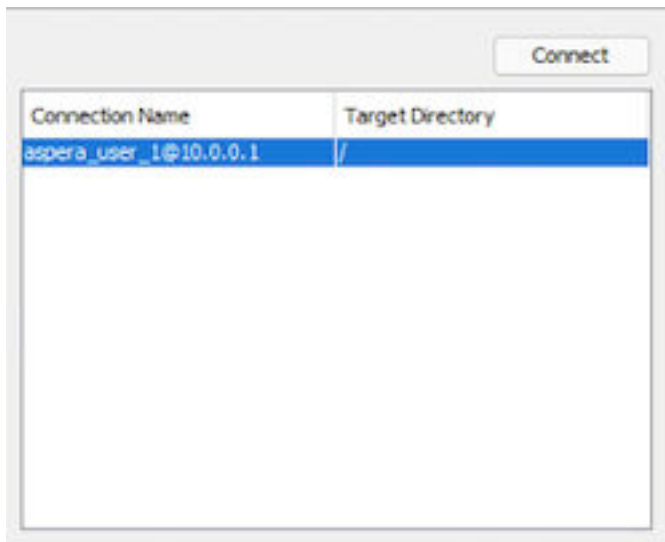 Connect
Connection Name Target Directory
aspera_user_1@10.0.0.1 /